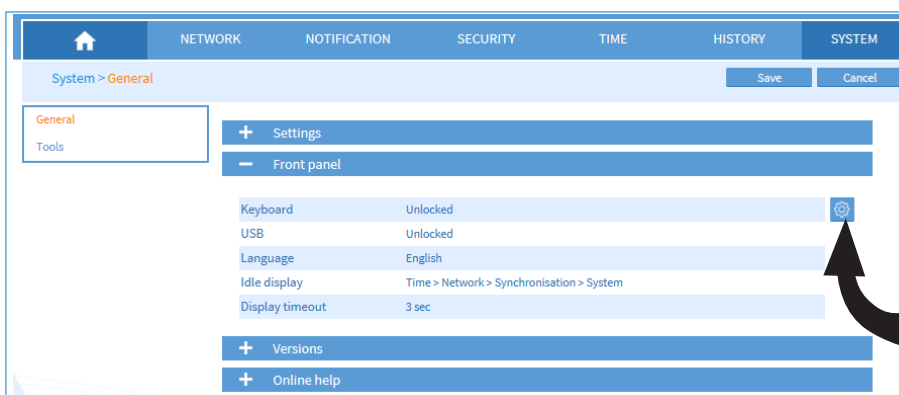 NETWORK NOTIFICATION SECURITY TIME HISTORY SYSTEM
System > General Save Cancel
General
Tools
+ Settings
− Front panel
Keyboard Unlocked
USB Unlocked
Language English
Idle display Time > Network > Synchronisation > System
Display timeout 3 sec
+ Versions
+ Online help